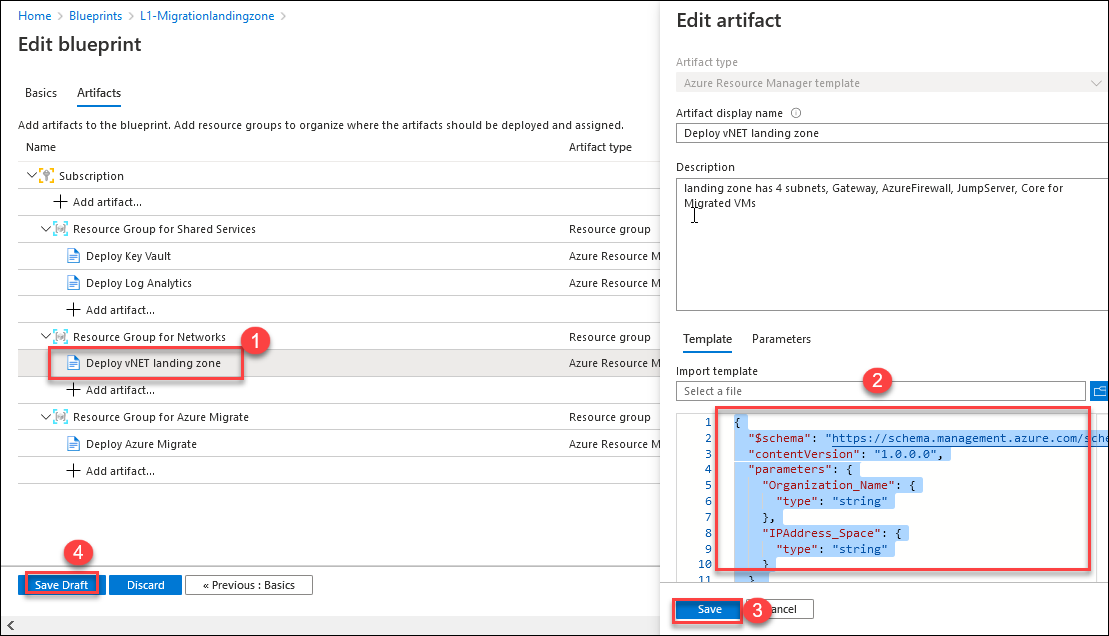 Home > Blueprints > L1-Migrationlandingzone >
Edit blueprint
Basics Artifacts
Add artifacts to the blueprint. Add resource groups to organize where the artifacts should be deployed and assigned.
Name Artifact type
Subscription
Add artifact...
Resource Group for Shared Services Resource group
Deploy Key Vault Azure Resource M
Deploy Log Analytics Azure Resource M
Add artifact...
Resource Group for Networks Resource group
1
Deploy vNET landing zone Azure Resource M
Add artifact...
Resource Group for Azure Migrate Resource group
Deploy Azure Migrate Azure Resource M
Add artifact...
4
Save Draft Discard « Previous : Basics
Edit artifact
Artifact type
Azure Resource Manager template
Artifact display name
Deploy vNET landing zone
Description
landing zone has 4 subnets, Gateway, AzureFirewall, JumpServer, Core for
Migrated VMs
Template Parameters
Import template
2
Select a file
1 {
2 "$schema": "https://schema.management.azure.com/sche
3 "contentVersion": "1.0.0.0",
4 "parameters": {
5 "Organization_Name": {
6 "type": "string"
7 },
8 "IPAddress_Space": {
9 "type": "string"
10 }
11 }
Save 3 ancel